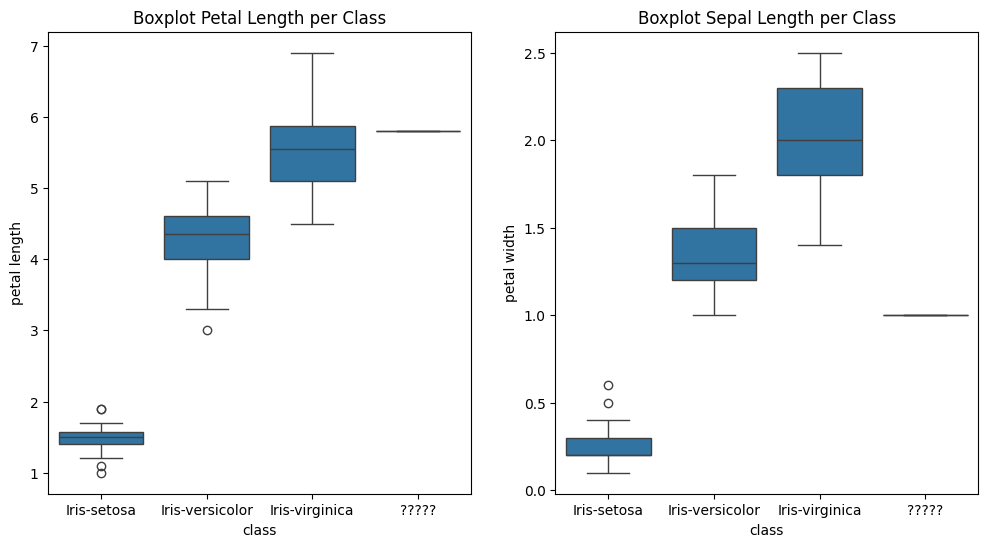 Boxplot Petal Length per Class
7
6
5
4
3
2
1
petal length
Iris-setosa Iris-versicolor Iris-virginica ?????
class
Boxplot Sepal Length per Class
2.5
2.0
1.5
1.0
0.5
0.0
petal width
Iris-setosa Iris-versicolor Iris-virginica ?????
class